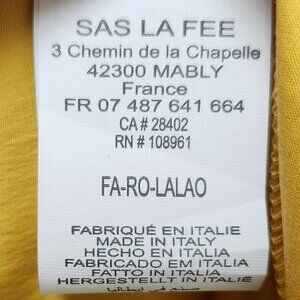 SAS LA FEE
3 Chemin de la Chapelle
42300 MABLY
France
FR 07 487 641 664
CA # 28402
RN # 108961
FA-RO-LALAO
FABRIQUÉ EN ITALIE
MADE IN ITALY
HECHO EN ITALIA
FABRICADO EM ITALIA
FATTO IN ITALIA
HERGESTELLT IN ITALIEN